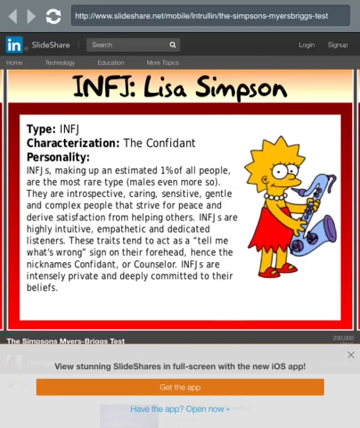 http://www.slideshare.net/mobile/intrullin/the-simpsons-myersbriggs-test
in SlideShare Search Login Signup
Home Technology Education More Topics
INFJ: Lisa Simpson
Type: INFJ
Characterization: The Confidant
Personality:
INFJs, making up an estimated 1% of all people,
are the most rare type (males even more so).
They are introspective, caring, sensitive, gentle
and complex people that strive for peace and
derive satisfaction from helping others. INFJs are
highly intuitive, empathetic and dedicated
listeners. These traits tend to act as a "tell me
what's wrong" sign on their forehead, hence the
nicknames Confidant, or Counselor. INFJs are
intensely private and deeply committed to their
beliefs.
The Simpsons Myers-Briggs Test
View stunning SlideShares in full-screen with the new iOS app!
Get the app
Have the app? Open now »